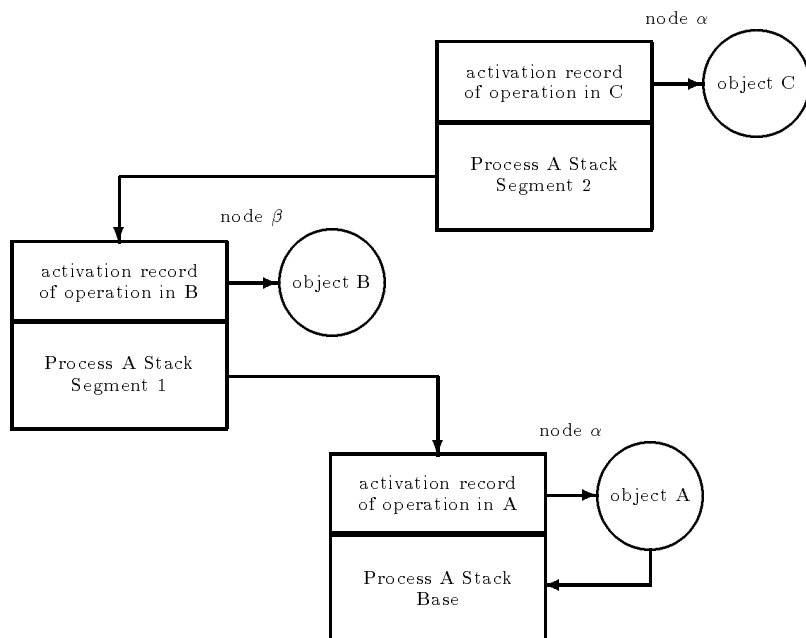 node α
activation record
of operation in C
object C
Process A Stack
Segment 2
node β
activation record
of operation in B
object B
Process A Stack
Segment 1
node α
activation record
of operation in A
object A
Process A Stack
Base